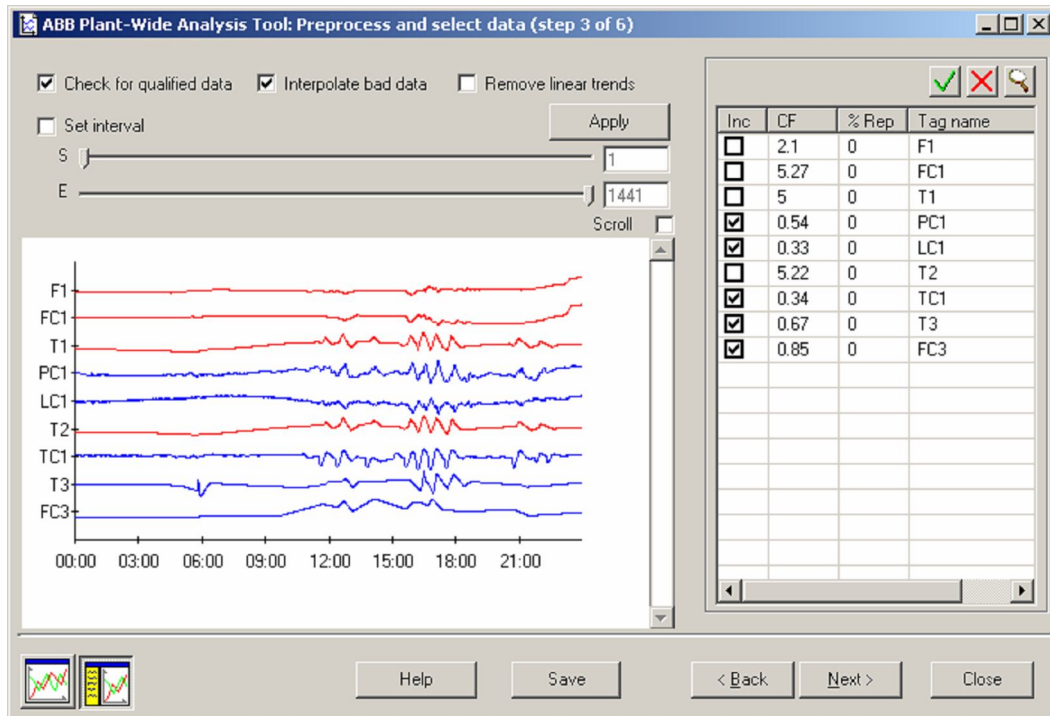 ABB Plant-Wide Analysis Tool: Preprocess and select data (step 3 of 6)
Check for qualified data Interpolate bad data Remove linear trends
Set interval Apply
S 1
E 1441
Scroll
F1
FC1
T1
PC1
LC1
T2
TC1
T3
FC3
00:00 03:00 06:00 09:00 12:00 15:00 18:00 21:00
Inc CF % Rep Tag name
2.1 0 F1
5.27 0 FC1
5 0 T1
0.54 0 PC1
0.33 0 LC1
5.22 0 T2
0.34 0 TC1
0.67 0 T3
0.85 0 FC3
Help Save < Back Next > Close